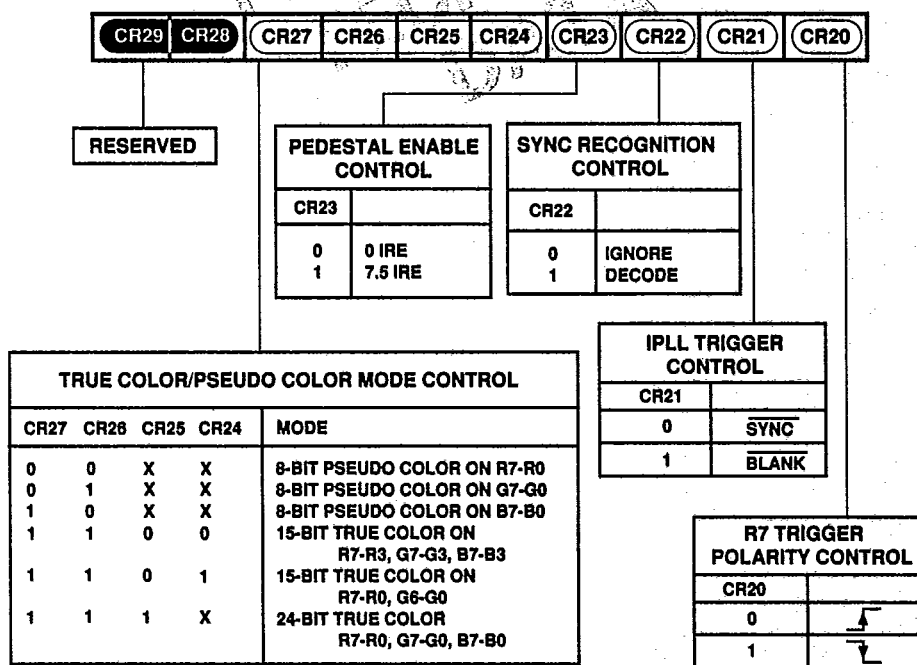 CR29 CR28 CR27 CR26 CR25 CR24 CR23 CR22 CR21 CR20
RESERVED
PEDESTAL ENABLE
CONTROL
CR23
0 0 IRE
1 7.5 IRE
SYNC RECOGNITION
CONTROL
CR22
0 IGNORE
1 DECODE
IPLL TRIGGER
CONTROL
CR21
0 SYNC
1 BLANK
TRUE COLOR/PSEUDO COLOR MODE CONTROL
CR27 CR26 CR25 CR24 MODE
0 0 X X 8-BIT PSEUDO COLOR ON R7-R0
0 1 X X 8-BIT PSEUDO COLOR ON G7-G0
1 0 X X 8-BIT PSEUDO COLOR ON B7-B0
1 1 0 0 15-BIT TRUE COLOR ON
R7-R3, G7-G3, B7-B3
1 1 0 1 15-BIT TRUE COLOR ON
R7-R0, G6-G0
1 1 1 X 24-BIT TRUE COLOR
R7-R0, G7-G0, B7-B0
R7 TRIGGER
POLARITY CONTROL
CR20
0
1